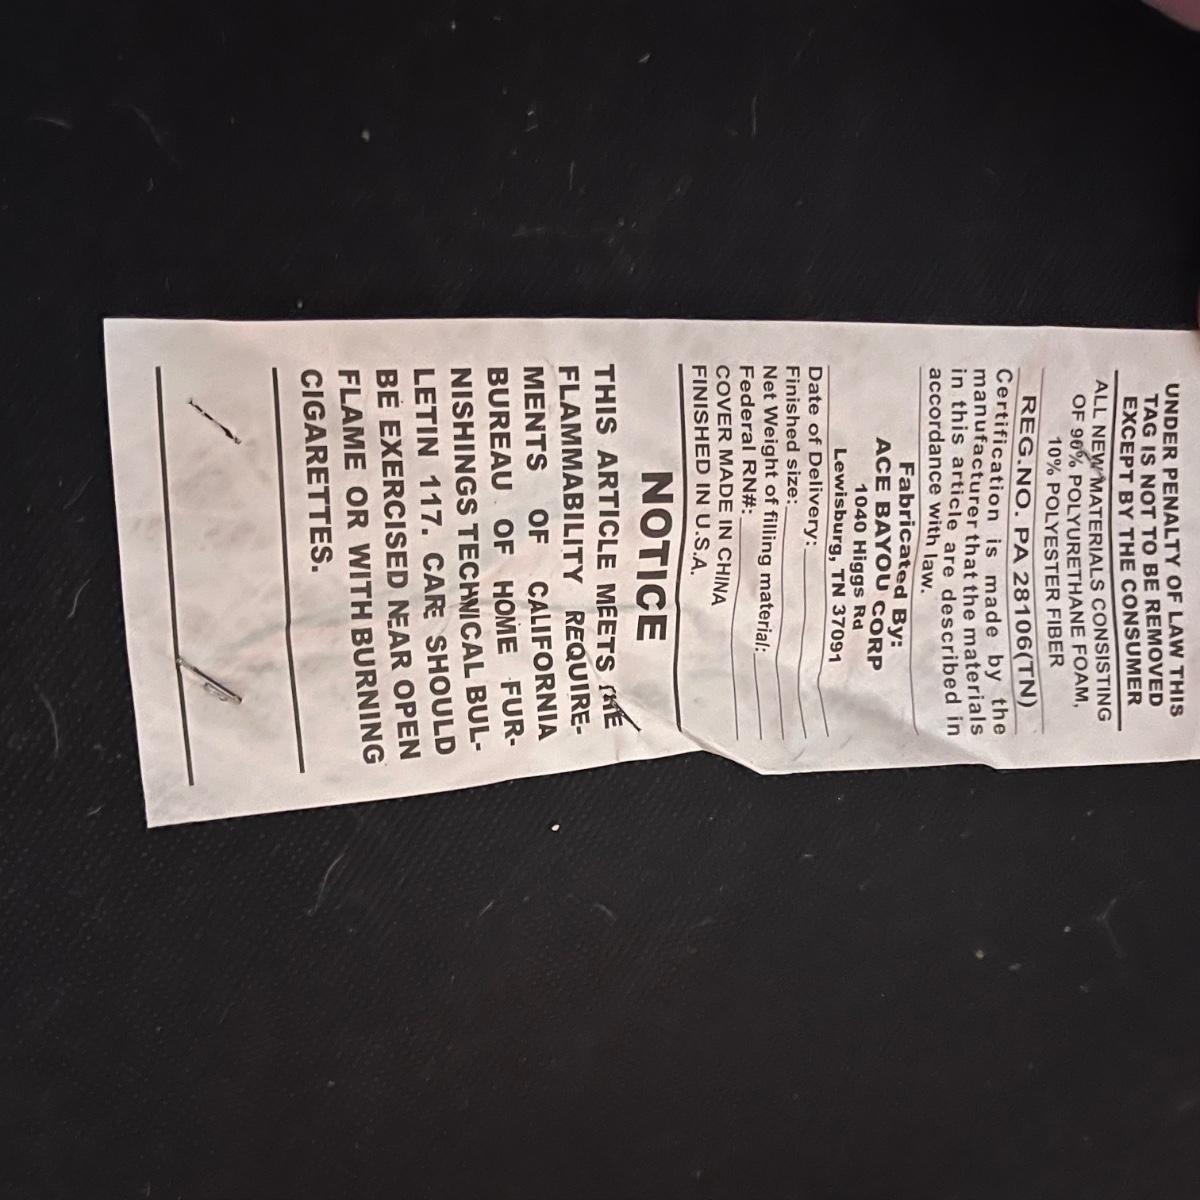 UNDER PENALTY OF LAW THIS
TAG IS NOT TO BE REMOVED
EXCEPT BY THE CONSUMER
ALL NEW MATERIALS CONSISTING
OF 90% POLYURETHANE FOAM,
10% POLYESTER FIBER
REG.NO. PA 28106(TN)
Certification is made by the
manufacturer that the materials
in this article are described in
accordance with law.
Fabricated By:
ACE BAYOU CORP
1040 Higgs Rd
Lewisburg, TN 37091
Date of Delivery:
Finished size:
Net Weight of filling material:
Federal RN#:
COVER MADE IN CHINA
FINISHED IN U.S.A.
NOTICE
THIS ARTICLE MEETS THE
FLAMMABILITY REQUIRE-
MENTS OF CALIFORNIA
BUREAU OF HOME FUR-
NISHINGS TECHNICAL BUL-
LETIN 117. CARE SHOULD
BE EXERCISED NEAR OPEN
FLAME OR WITH BURNING
CIGARETTES.